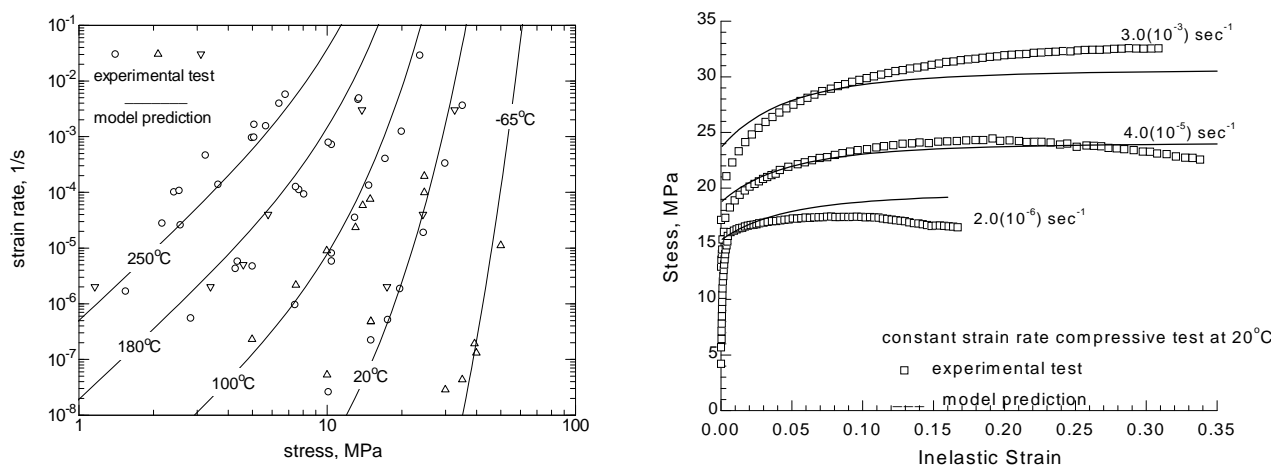 10⁻¹
10⁻²
10⁻³
10⁻⁴
10⁻⁵
10⁻⁶
10⁻⁷
10⁻⁸
strain rate, 1/s
experimental test
model prediction
-65°C
250°C
180°C
100°C
20°C
1
10
100
stress, MPa
35
30
25
20
15
10
5
0
Stess, MPa
3.0(10⁻³) sec⁻¹
4.0(10⁻⁵) sec⁻¹
2.0(10⁻⁶) sec⁻¹
constant strain rate compressive test at 20°C
experimental test
model prediction
0.00 0.05 0.10 0.15 0.20 0.25 0.30 0.35
Inelastic Strain